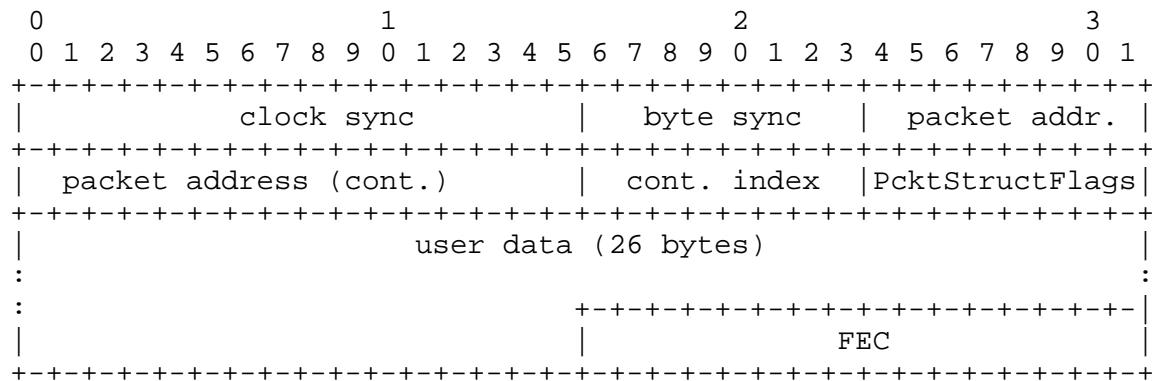 0                   1                   2                   3
 0 1 2 3 4 5 6 7 8 9 0 1 2 3 4 5 6 7 8 9 0 1 2 3 4 5 6 7 8 9 0 1
+-+-+-+-+-+-+-+-+-+-+-+-+-+-+-+-+-+-+-+-+-+-+-+-+-+-+-+-+-+-+-+-+
|            clock sync         |   byte sync   |  packet addr. |
+-+-+-+-+-+-+-+-+-+-+-+-+-+-+-+-+-+-+-+-+-+-+-+-+-+-+-+-+-+-+-+-+
|  packet address (cont.)       |  cont. index  |PcktStructFlags|
+-+-+-+-+-+-+-+-+-+-+-+-+-+-+-+-+-+-+-+-+-+-+-+-+-+-+-+-+-+-+-+-+
|                      user data (26 bytes)                     |
:                                                               :
:                               +-+-+-+-+-+-+-+-+-+-+-+-+-+-+-+-|
|                               |              FEC              |
+-+-+-+-+-+-+-+-+-+-+-+-+-+-+-+-+-+-+-+-+-+-+-+-+-+-+-+-+-+-+-+-+